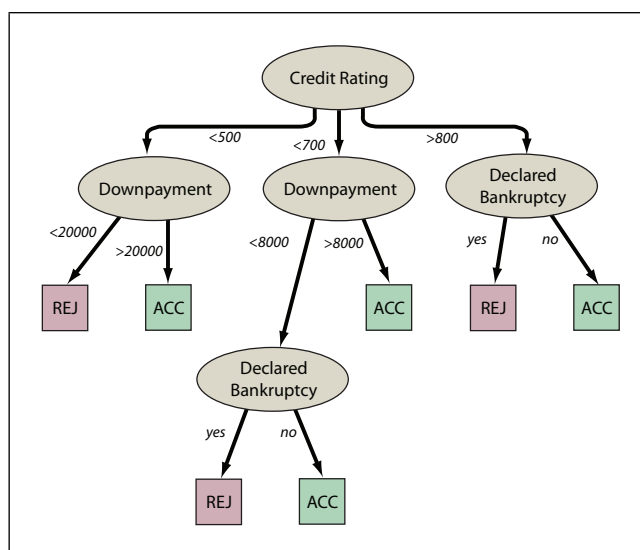 Credit Rating
<500
<700
>800
Downpayment
Downpayment
Declared
Bankruptcy
<20000
>20000
<8000
>8000
yes
no
REJ
ACC
ACC
REJ
ACC
Declared
Bankruptcy
yes
no
REJ
ACC